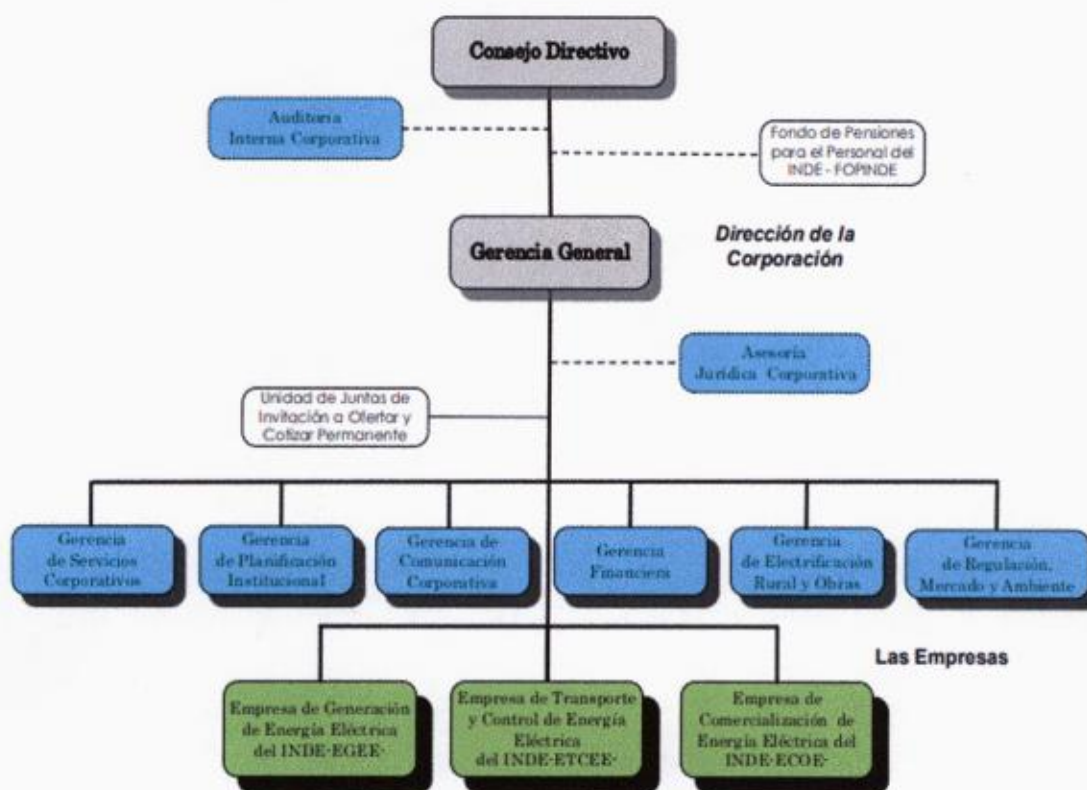 Consejo Directivo
Auditoría
Interna Corporativa
Fondo de Pensiones
para el Personal del
INDE - FOPINDE
Gerencia General
Dirección de la
Corporación
Asesoría
Jurídica Corporativa
Unidad de Juntas de
Invitación a Ofertar y
Cotizar Permanente
Gerencia
de Servicios
Corporativos
Gerencia
de Planificación
Institucional
Gerencia de
Comunicación
Corporativa
Gerencia
Financiera
Gerencia
de Electrificación
Rural y Obras
Gerencia
de Regulación,
Mercado y Ambiente
Las Empresas
Empresa de Generación
de Energía Eléctrica
del INDE-EGEE-
Empresa de Transporte
y Control de Energía
Eléctrica
del INDE-ETCEE-
Empresa de
Comercialización de
Energía Eléctrica del
INDE-ECOE-